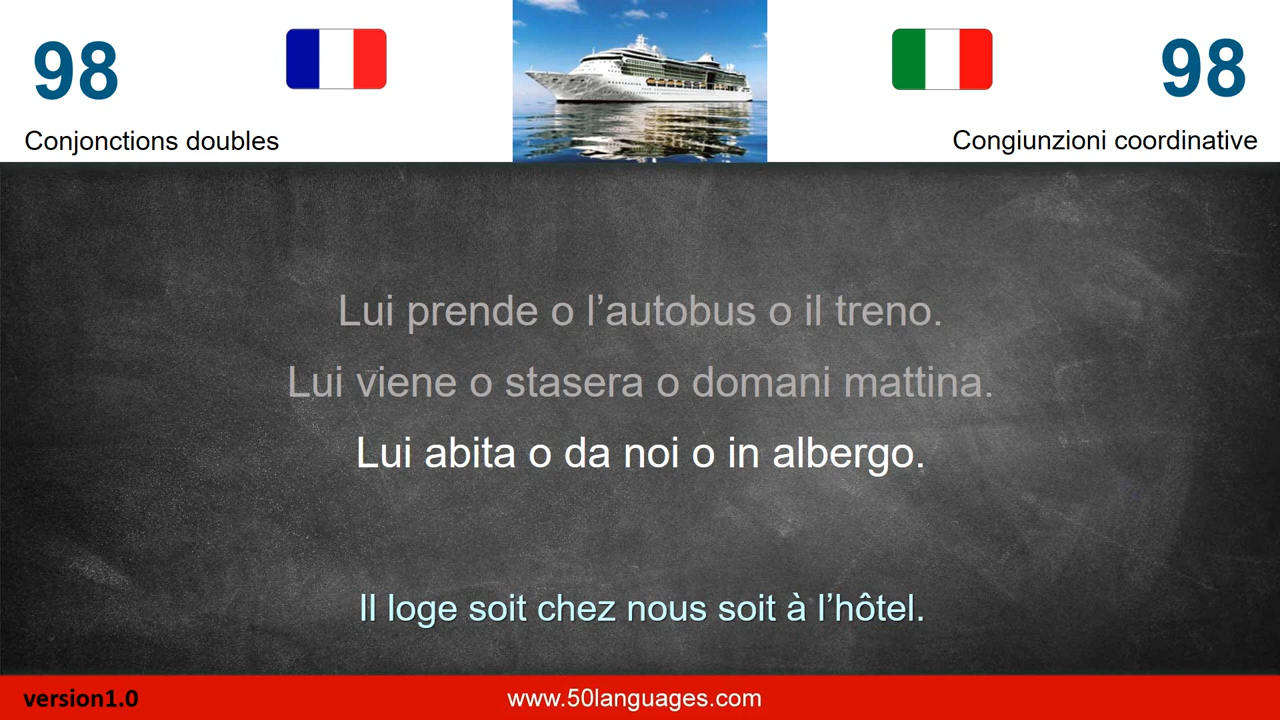 98
98
Conjonctions doubles
Congiunzioni coordinative
Lui prende o l’autobus o il treno.
Lui viene o stasera o domani mattina.
Lui abita o da noi o in albergo.
Il loge soit chez nous soit à l’hôtel.
version1.0
www.50languages.com